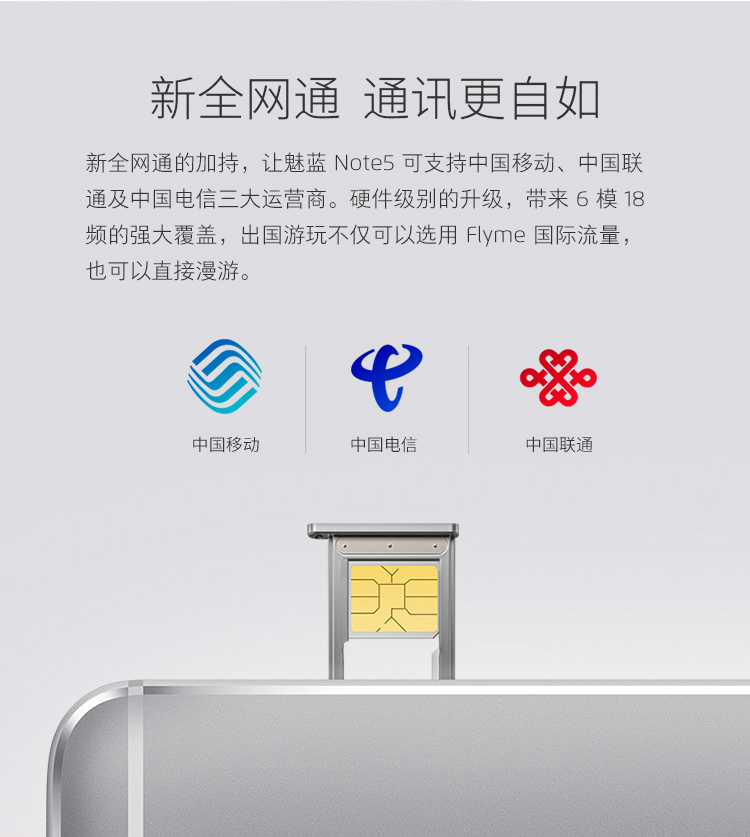 新全网通 通讯更自如
新全网通的加持，让魅蓝 Note5 可支持中国移动、中国联
通及中国电信三大运营商。硬件级别的升级，带来 6 模 18
频的强大覆盖，出国游玩不仅可以选用 Flyme 国际流量，
也可以直接漫游。
中国移动 中国电信 中国联通